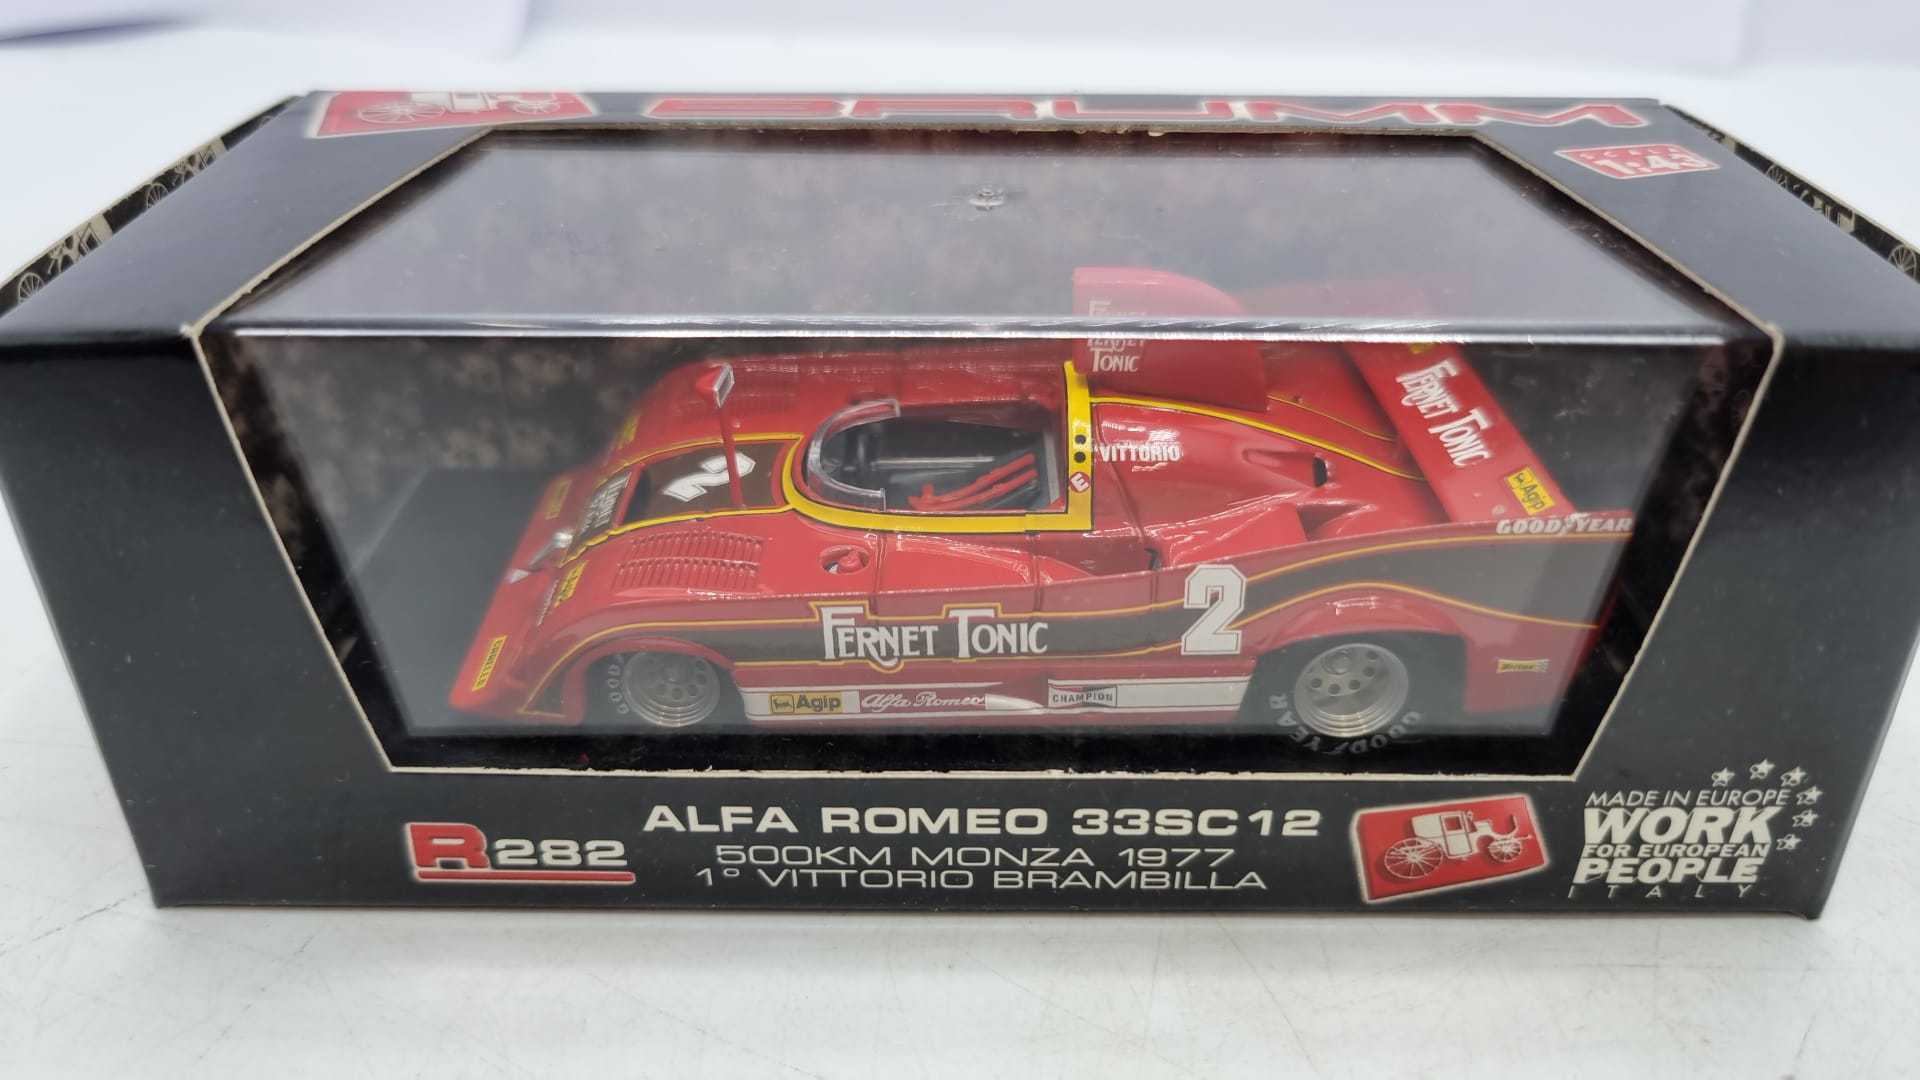 BRUMM
SCALA
1:43
FERNET
TONIC
FERNET TONIC
VITTORIO
2
Agip
GOODYEAR
2
FERNET TONIC
Agip
Alfa Romeo
CHAMPION
GOODYEAR
R282
ALFA ROMEO 33SC12
500KM MONZA 1977
1° VITTORIO BRAMBILLA
MADE IN EUROPE
WORK
FOR EUROPEAN
PEOPLE
ITALY